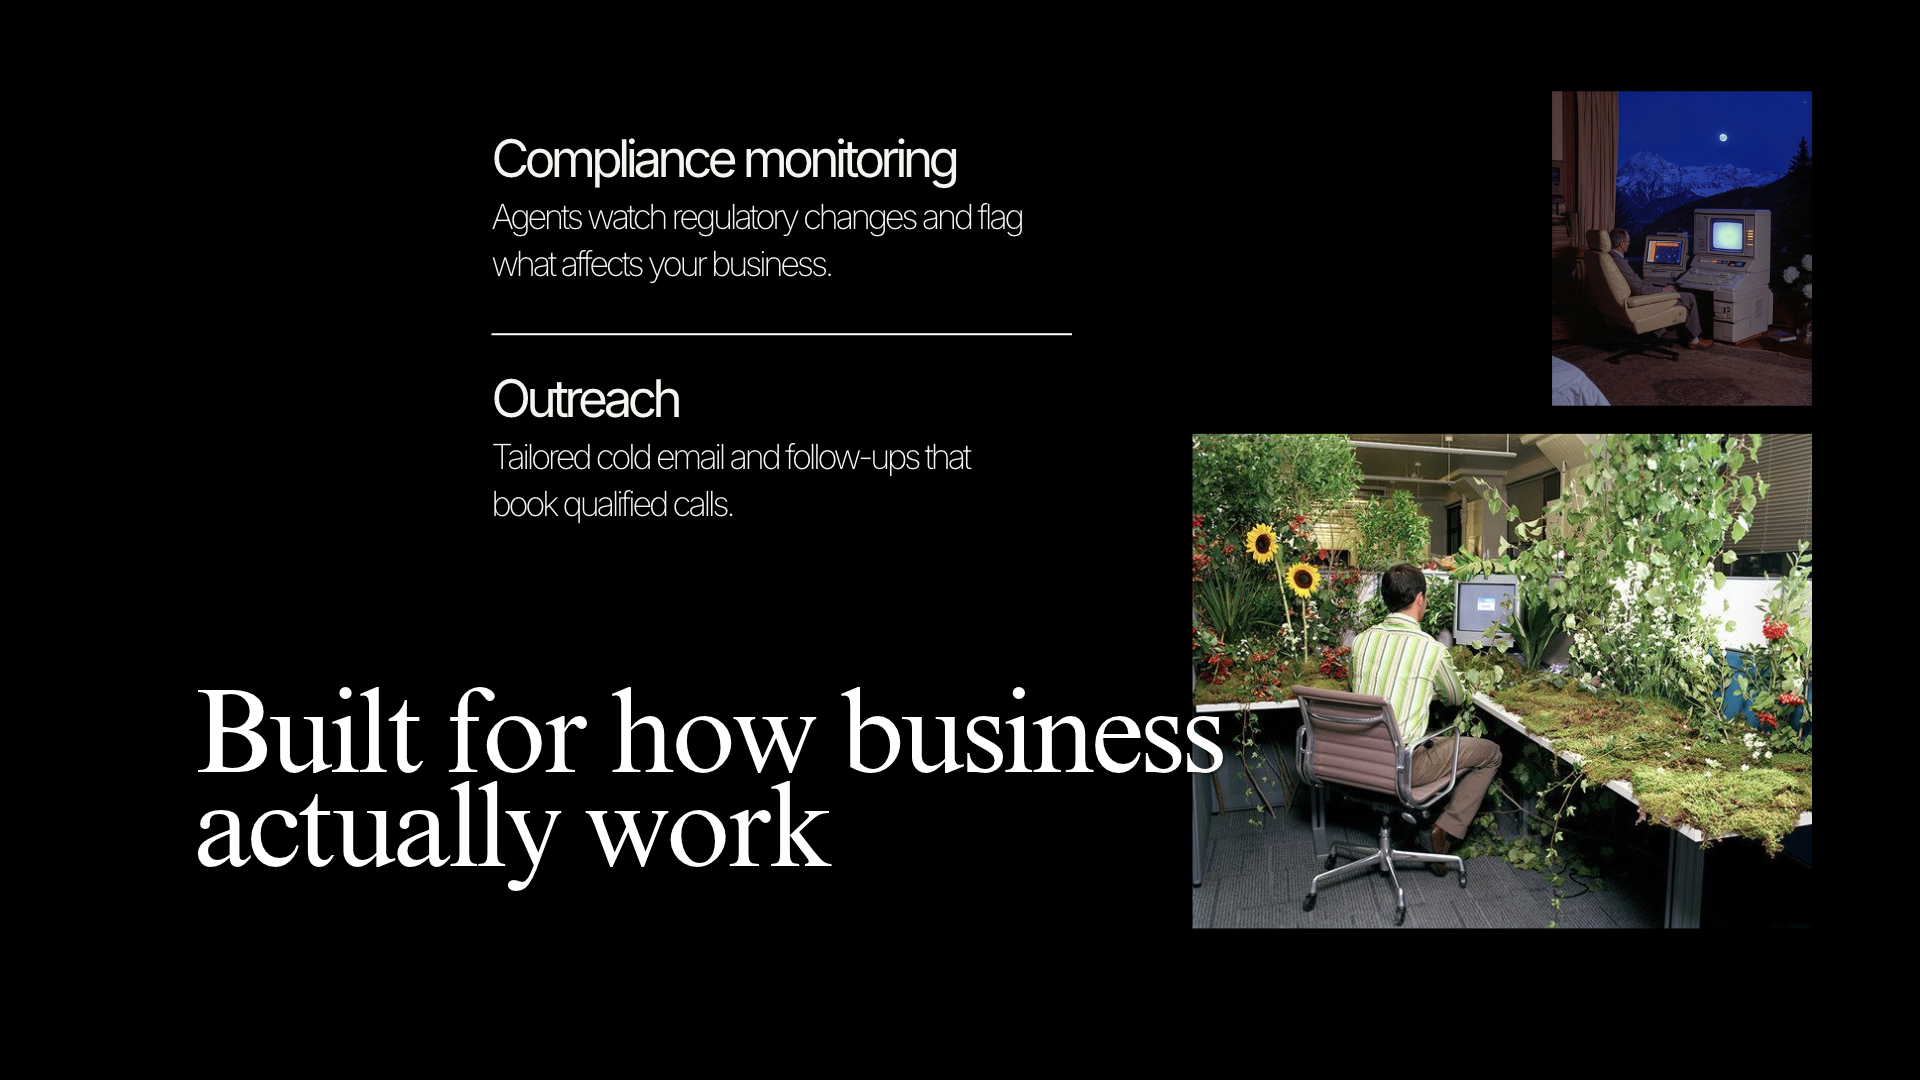 Compliance monitoring
Agents watch regulatory changes and flag
what affects your business.
Outreach
Tailored cold email and follow-ups that
book qualified calls.
Built for how business
actually work